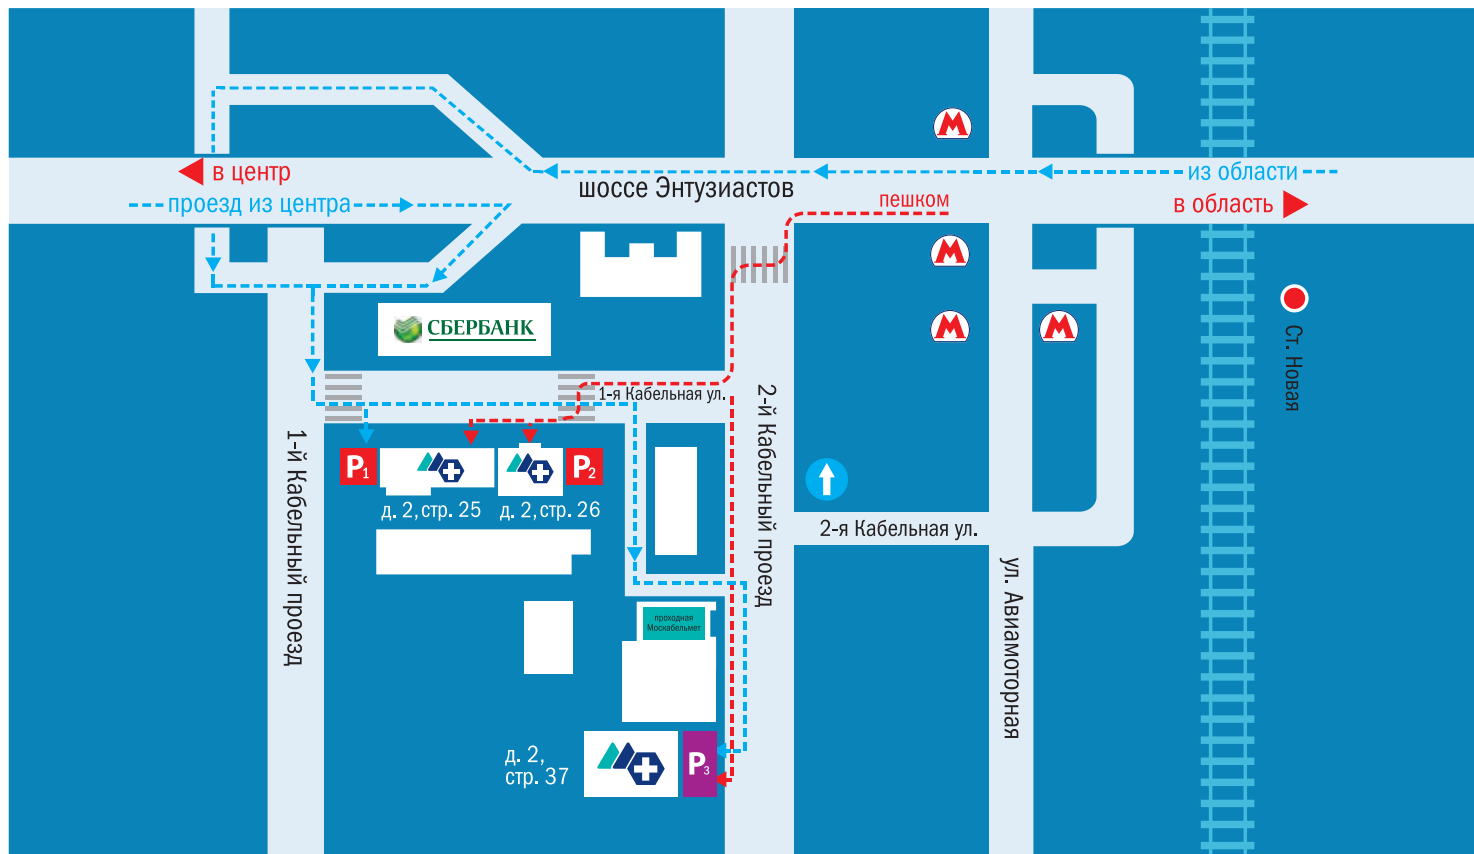 из области
в центр
шоссе Энтузиастов
проезд из центра
пешком
в область
СБЕРБАНК
Ст. Новая
1-я Кабельная ул.
2-й Кабельный проезд
1-й Кабельный проезд
P1
P2
д. 2, стр. 25
д. 2, стр. 26
2-я Кабельная ул.
ул. Авиамоторная
проходная
Москабельмет
д. 2,
стр. 37
P3